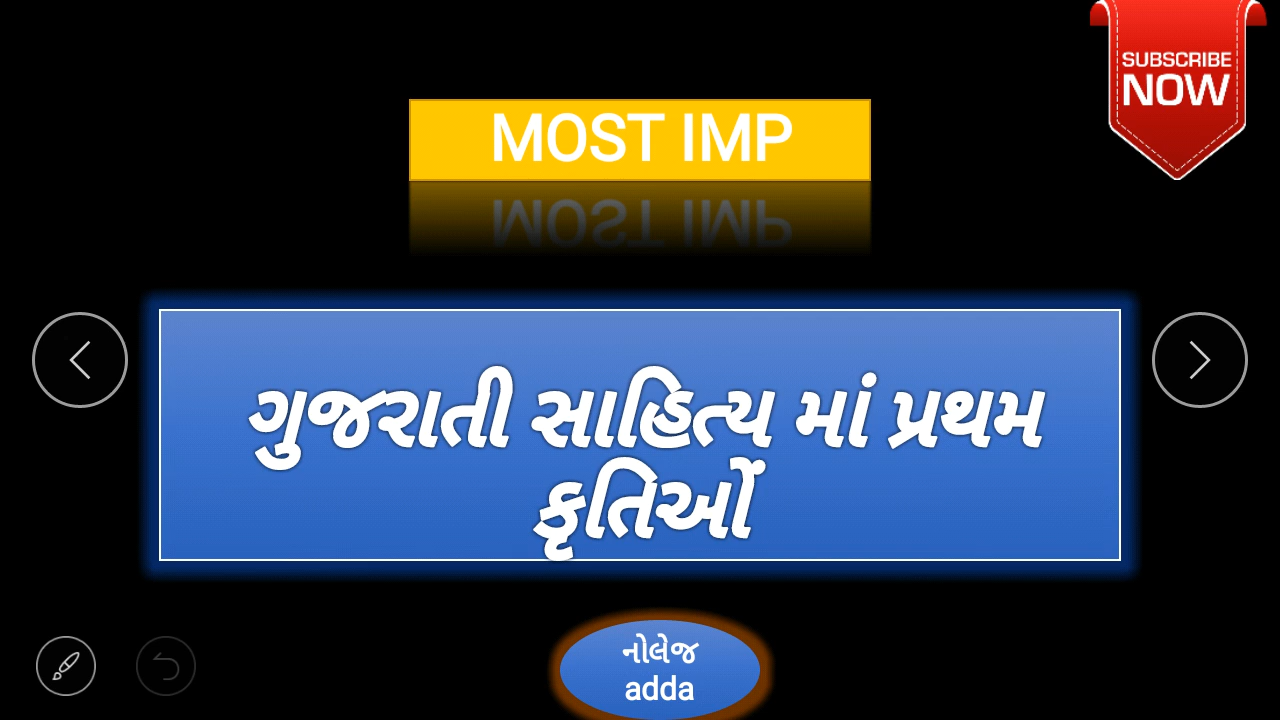 SUBSCRIBE
NOW
MOST IMP
ગુજરાતી સાહિત્ય માં પ્રથમ
કૃતિઓં
નોલેજ
adda